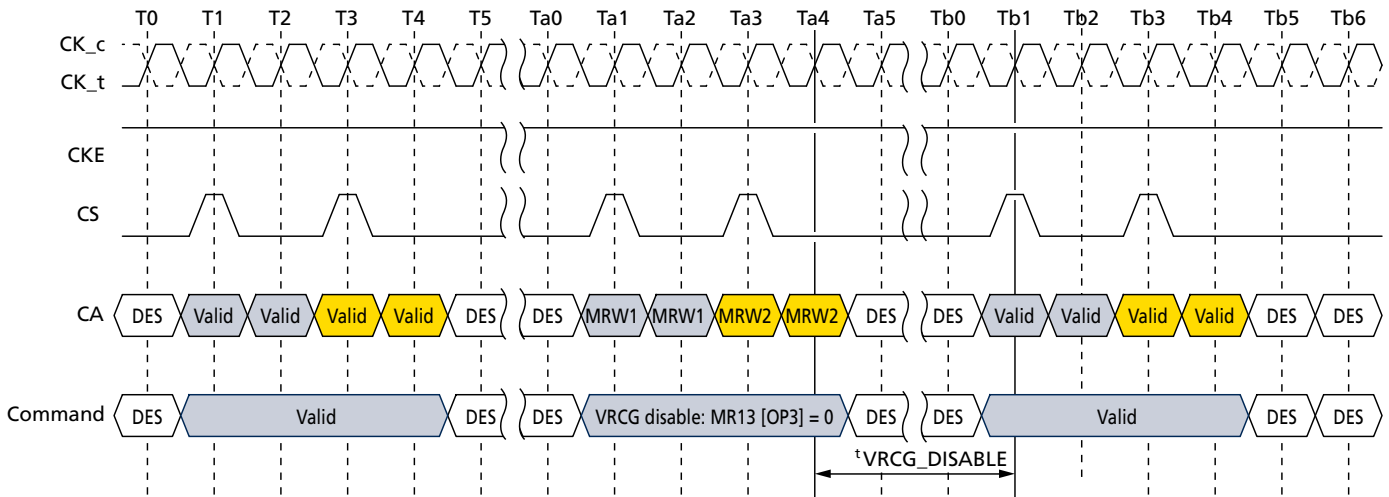 T0 T1 T2 T3 T4 T5 Ta0 Ta1 Ta2 Ta3 Ta4 Ta5 Tb0 Tb1 Tb2 Tb3 Tb4 Tb5 Tb6
CK_c
CK_t
CKE
CS
CA DES Valid Valid Valid Valid DES DES MRW1 MRW1 MRW2 MRW2 DES DES Valid Valid Valid Valid DES DES
Command DES Valid DES DES VRCG disable: MR13 [OP3] = 0 DES DES Valid DES DES
tVRCG_DISABLE